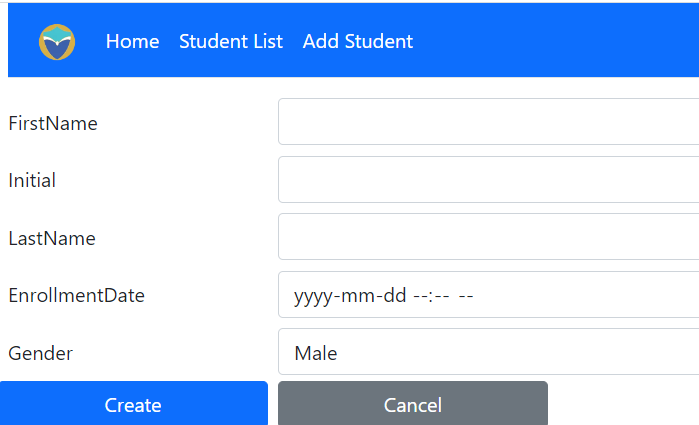 Home Student List Add Student
FirstName
Initial
LastName
EnrollmentDate yyyy-mm-dd --:-- --
Gender Male
Create Cancel